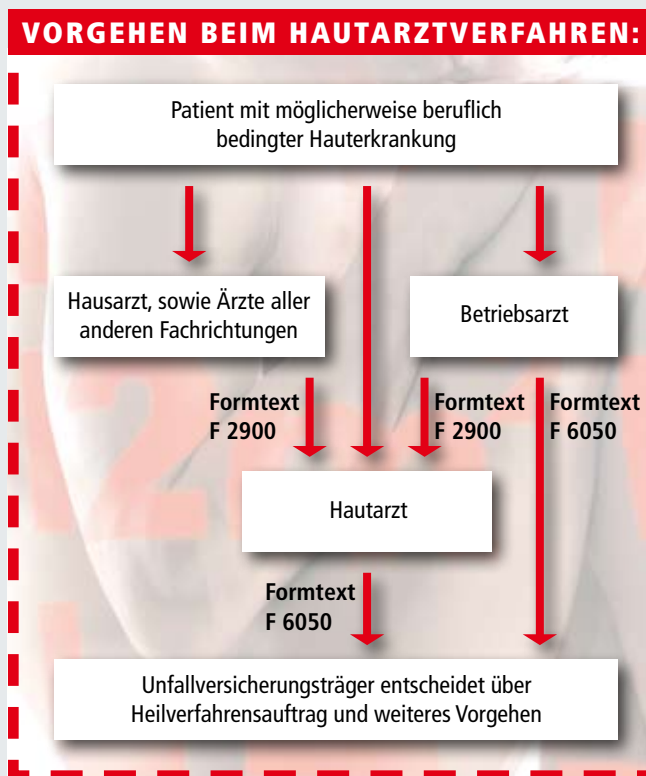 VORGEHEN BEIM HAUTARZTVERFAHREN:
Patient mit möglicherweise beruflich
bedingter Hauterkrankung
Hausarzt, sowie Ärzte aller
anderen Fachrichtungen
Betriebsarzt
Formtext
F 2900
Formtext
F 2900
Formtext
F 6050
Hautarzt
Formtext
F 6050
Unfallversicherungsträger entscheidet über
Heilverfahrensauftrag und weiteres Vorgehen